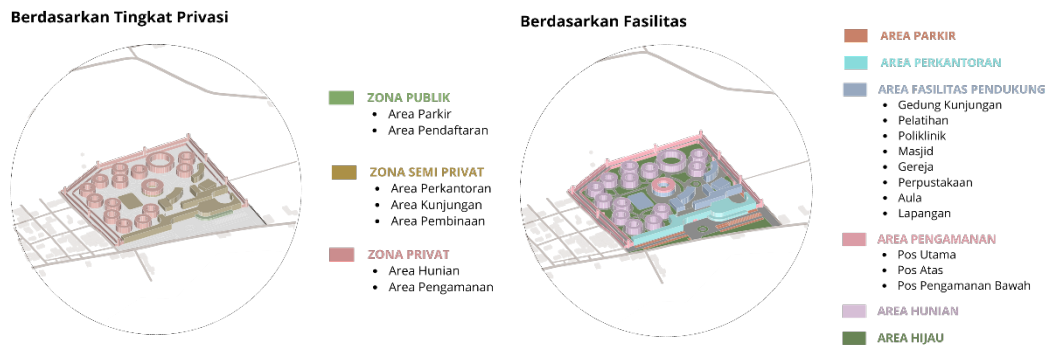 Berdasarkan Tingkat Privasi
ZONA PUBLIK
• Area Parkir
• Area Pendaftaran
ZONA SEMI PRIVAT
• Area Perkantoran
• Area Kunjungan
• Area Pembinaan
ZONA PRIVAT
• Area Hunian
• Area Pengamanan
Berdasarkan Fasilitas
AREA PARKIR
AREA PERKANTORAN
AREA FASILITAS PENDUKUNG
• Gedung Kunjungan
• Pelatihan
• Poliklinik
• Masjid
• Gereja
• Perpustakaan
• Aula
• Lapangan
AREA PENGAMANAN
• Pos Utama
• Pos Atas
• Pos Pengamanan Bawah
AREA HUNIAN
AREA HIJAU